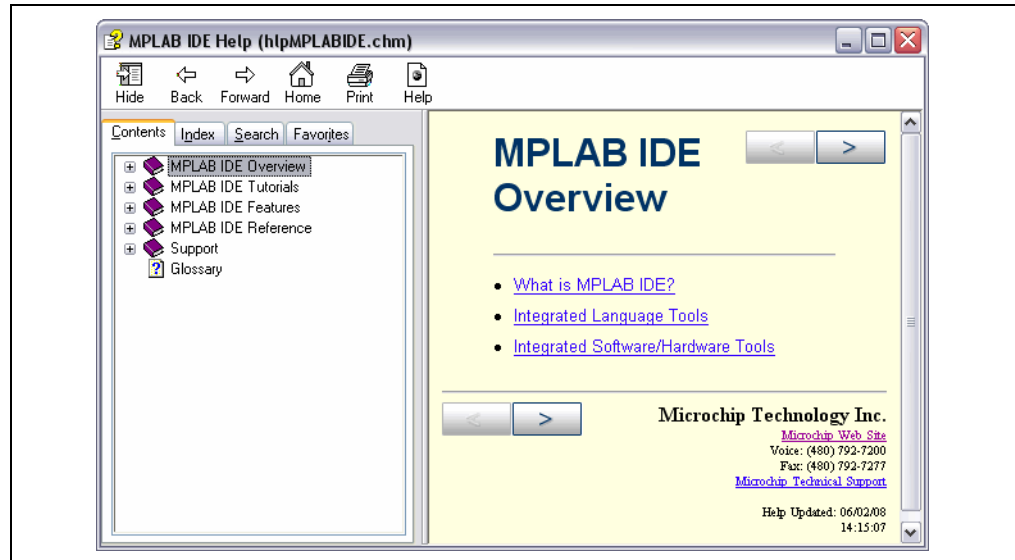 MPLAB IDE Help (hlpMPLABIDE.chm)
Hide Back Forward Home Print Help
Contents Index Search Favorites
MPLAB IDE Overview
MPLAB IDE Tutorials
MPLAB IDE Features
MPLAB IDE Reference
Support
Glossary
MPLAB IDE
Overview
< >
What is MPLAB IDE?
Integrated Language Tools
Integrated Software/Hardware Tools
< >
Microchip Technology Inc.
Microchip Web Site
Voice: (480) 792-7200
Fax: (480) 792-7277
Microchip Technical Support
Help Updated: 06/02/08
14:15:07